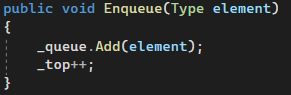 public void Enqueue(Type element)
{
    _queue.Add(element);
    _top++;
}